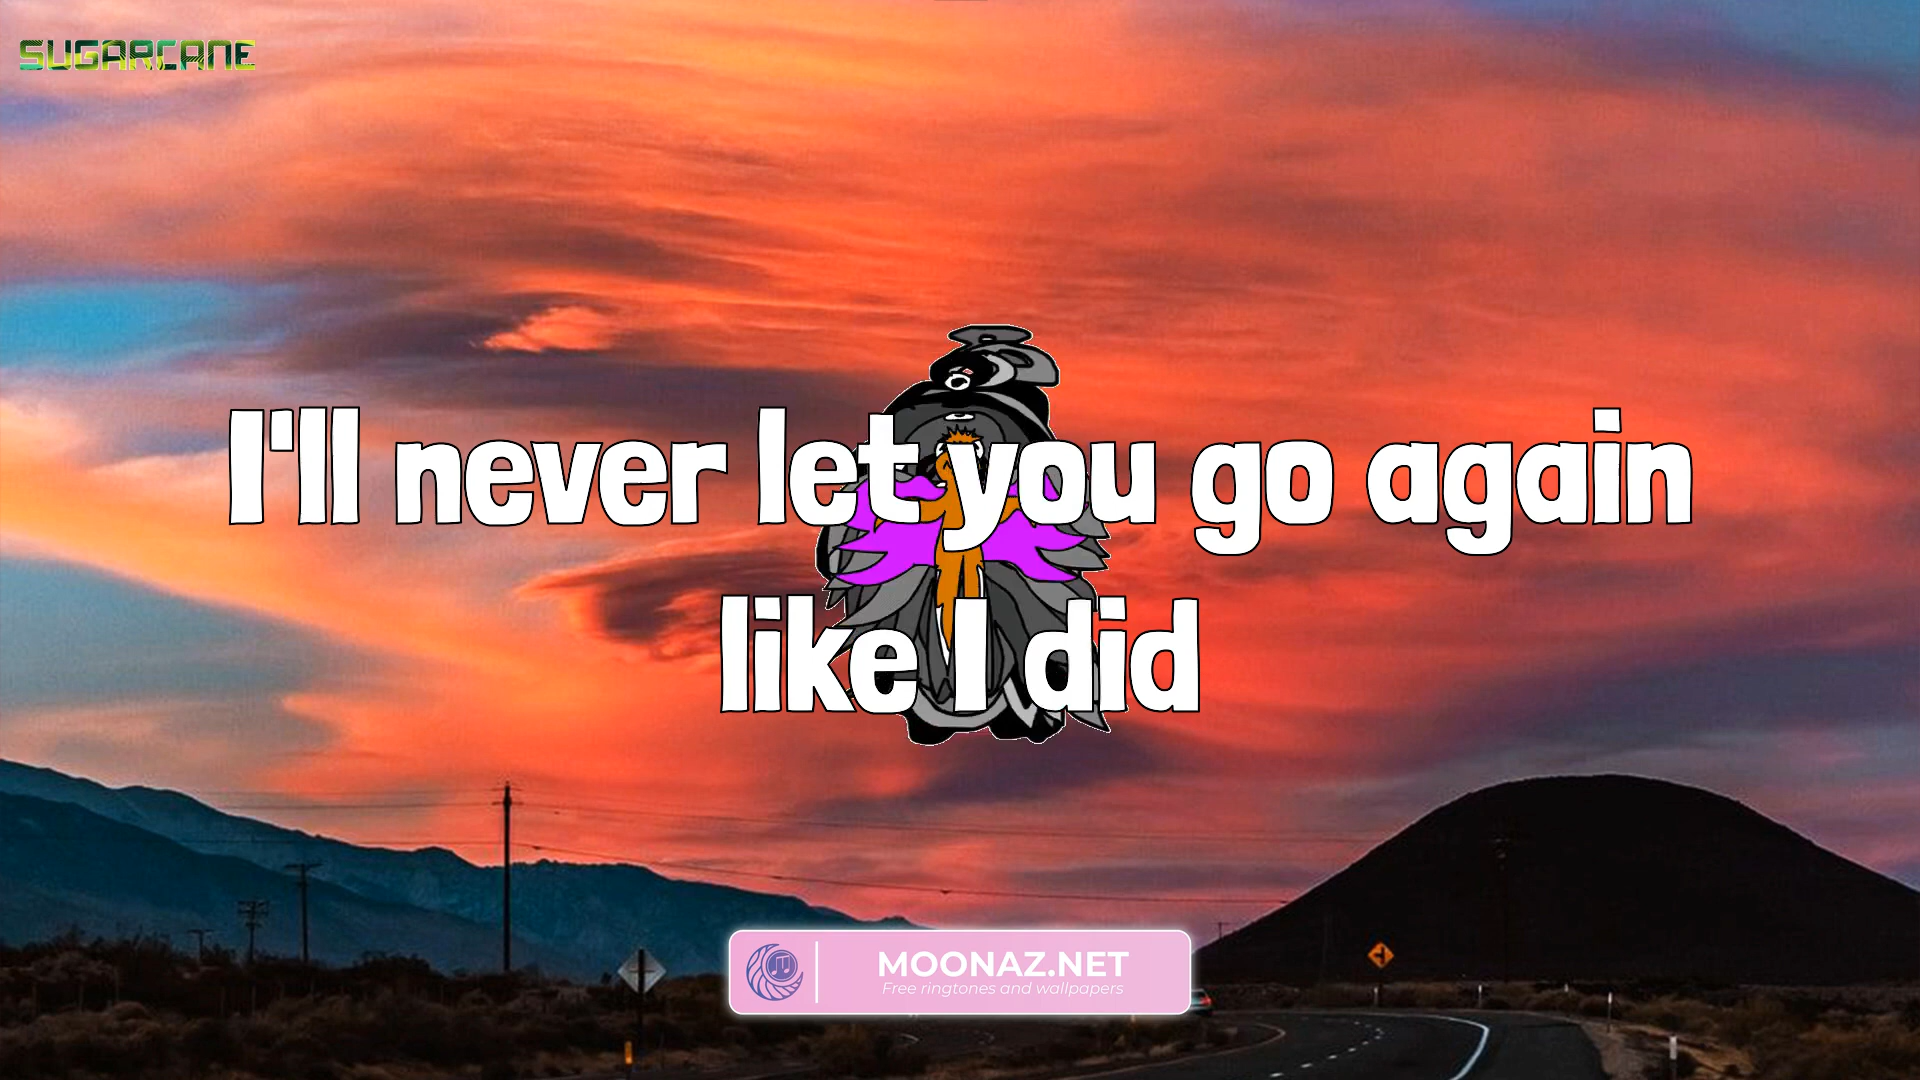 SUGARCANE
I'll never let you go again
like I did
MOONAZ.NET
Free ringtones and wallpapers